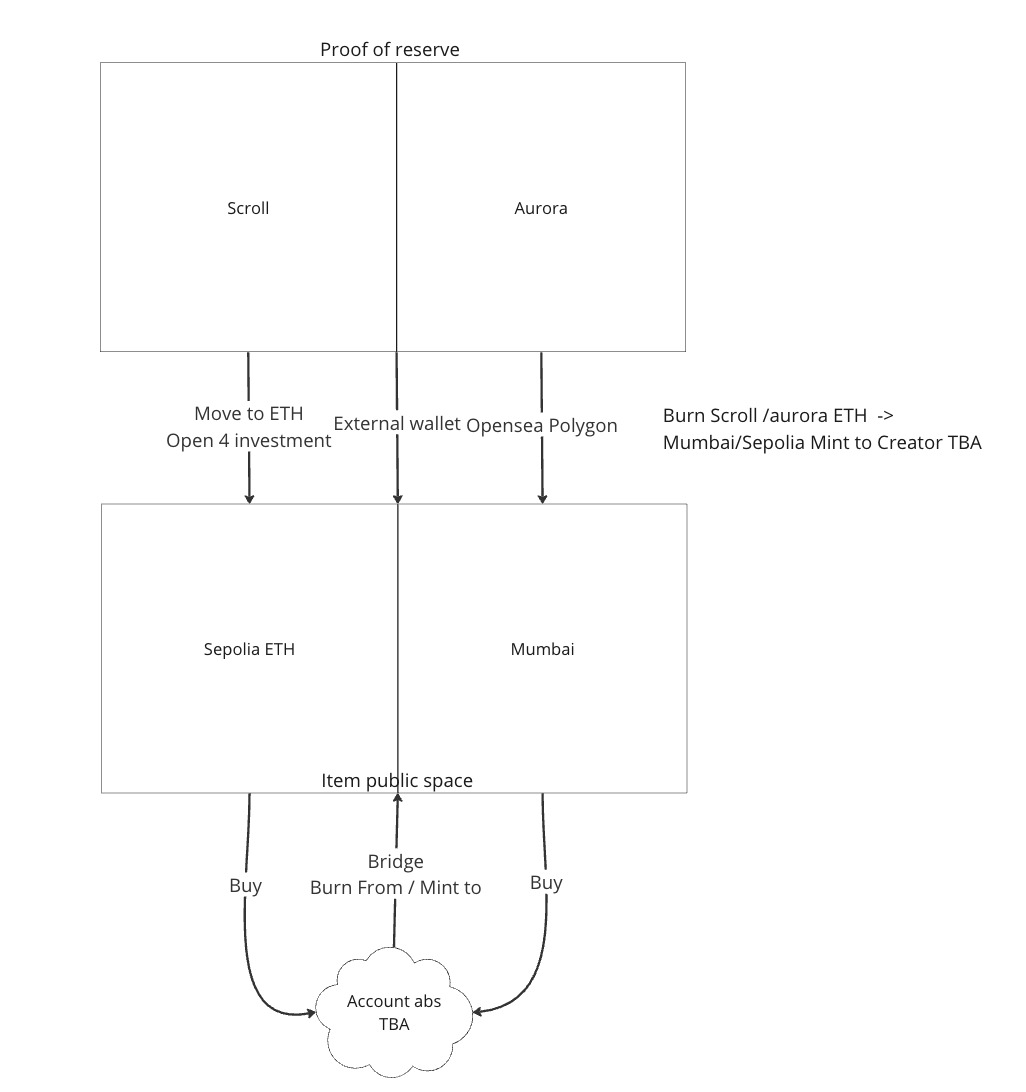 Proof of reserve
Scroll
Aurora
Move to ETH
Open 4 investment
External wallet
Opensea Polygon
Burn Scroll /aurora ETH ->
Mumbai/Sepolia Mint to Creator TBA
Sepolia ETH
Mumbai
Item public space
Bridge
Burn From / Mint to
Buy
Buy
Account abs
TBA